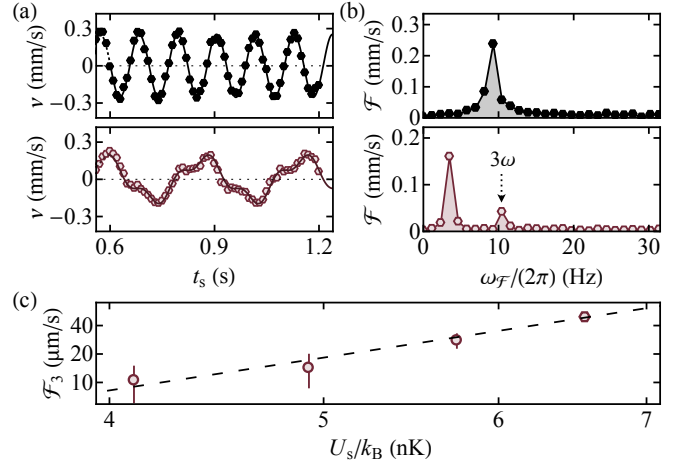 (a)
(b)
ν (mm/s)
0.3
0
−0.3
ℱ (mm/s)
0.3
0.2
0.1
0
ν (mm/s)
0.3
0
−0.3
0.6
0.9
1.2
t_s (s)
ℱ (mm/s)
0.2
0.1
0
3ω
0
10
20
30
ω_ℱ/(2π) (Hz)
(c)
ℱ_3 (μm/s)
40
20
10
4
5
6
7
U_s/k_B (nK)